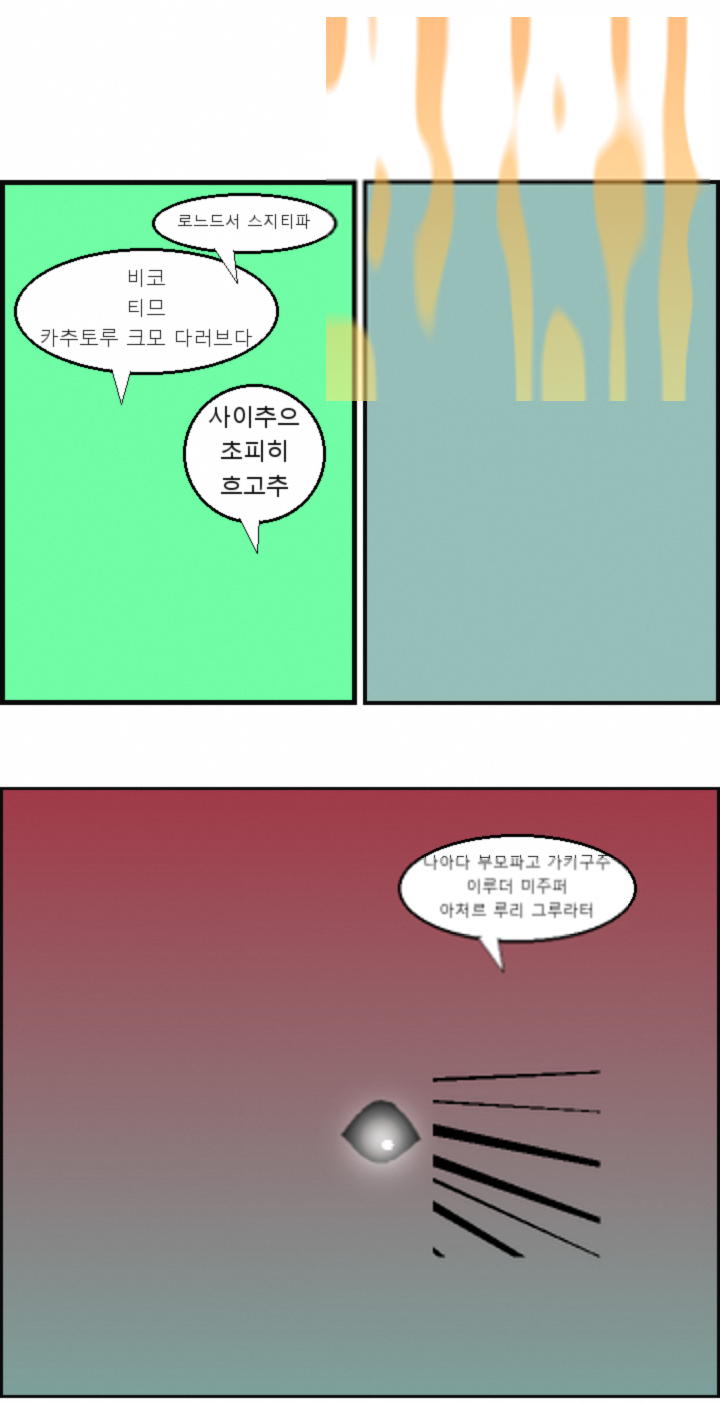 로느드서 스지티파
비코
티므
카추토루 크모 다러브다
사이추으
초피히
흐고추
나아다 부모파고 가키구주
이루더 미주퍼
아처르 루리 그루라터